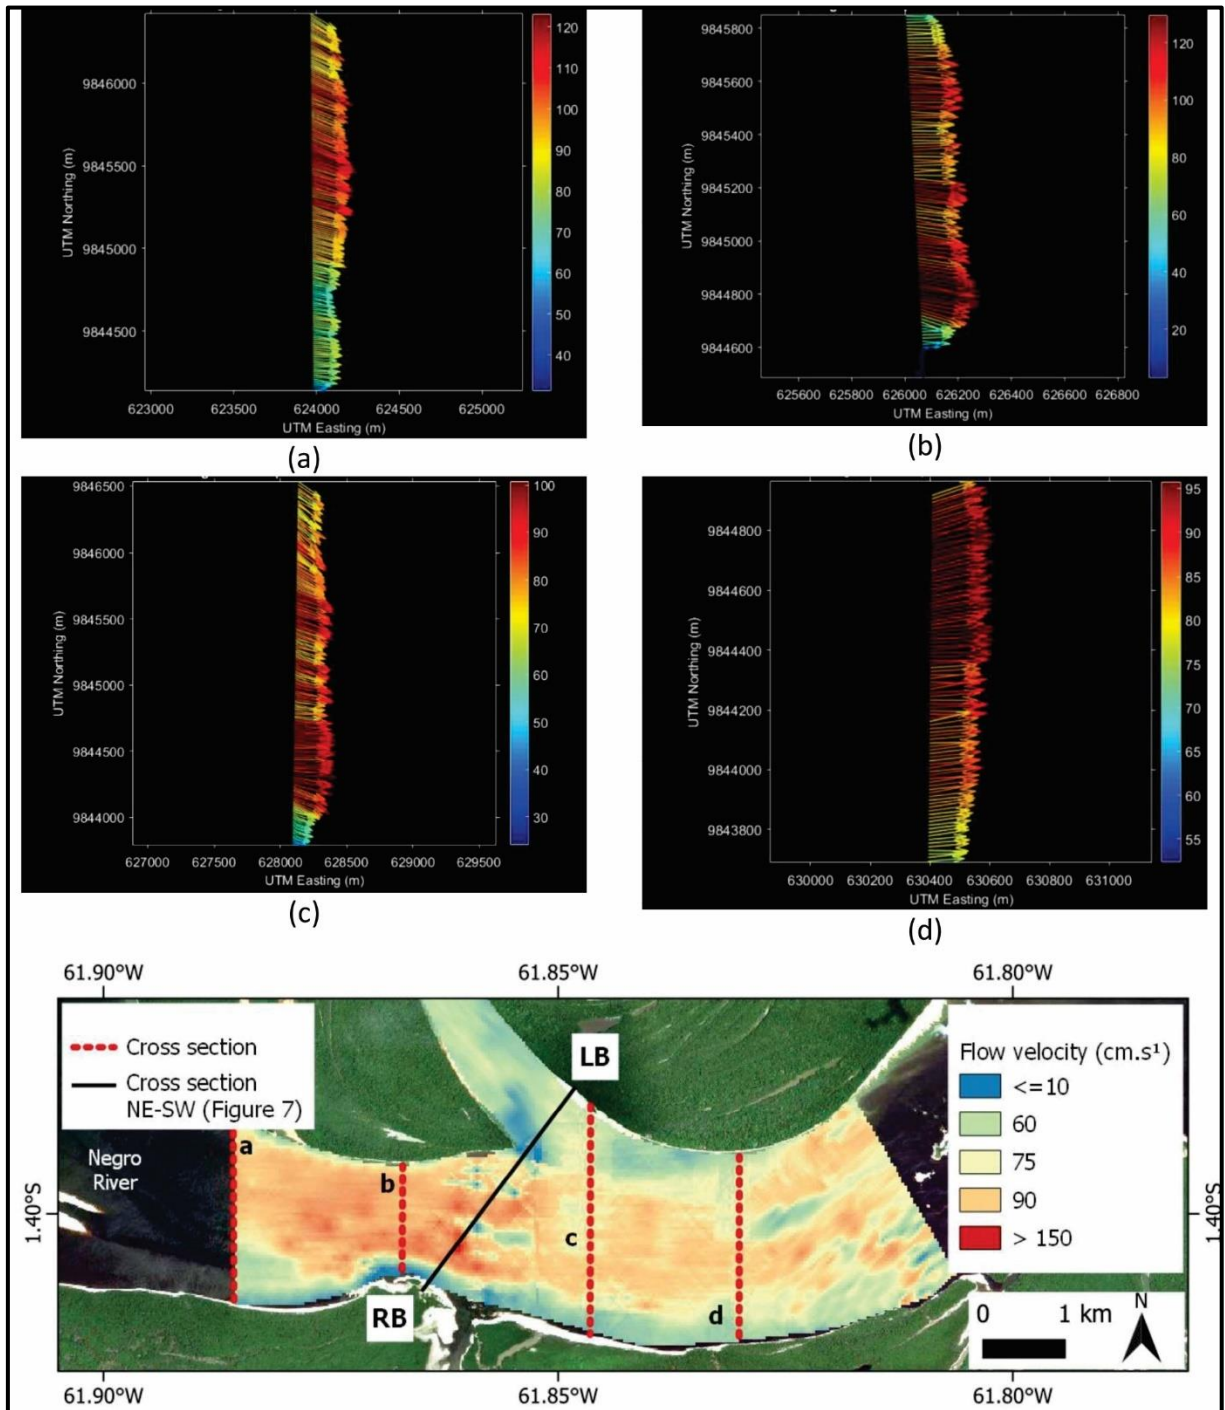 120
110
100
90
80
70
60
50
40
9846000
9845500
9845000
9844500
UTM Northing (m)
623000 623500 624000 624500 625000
UTM Easting (m)
(a)
120
100
80
60
40
20
9845800
9845600
9845400
9845200
9845000
9844800
9844600
UTM Northing (m)
625600 625800 626000 626200 626400 626600 626800
UTM Easting (m)
(b)
100
90
80
70
60
50
40
30
9846500
9846000
9845500
9845000
9844500
9844000
UTM Northing (m)
627000 627500 628000 628500 629000 629500
UTM Easting (m)
(c)
95
90
85
80
75
70
65
60
55
9844800
9844600
9844400
9844200
9844000
9843800
UTM Northing (m)
630000 630200 630400 630600 630800 631000
UTM Easting (m)
(d)
61.90°W 61.85°W 61.80°W
Cross section
Cross section
NE-SW (Figure 7)
LB
Flow velocity (cm.s¹)
<=10
60
75
90
> 150
a
b
c
d
Negro
River
1.40°S
1.40°S
RB
0 1 km
N
61.90°W 61.85°W 61.80°W